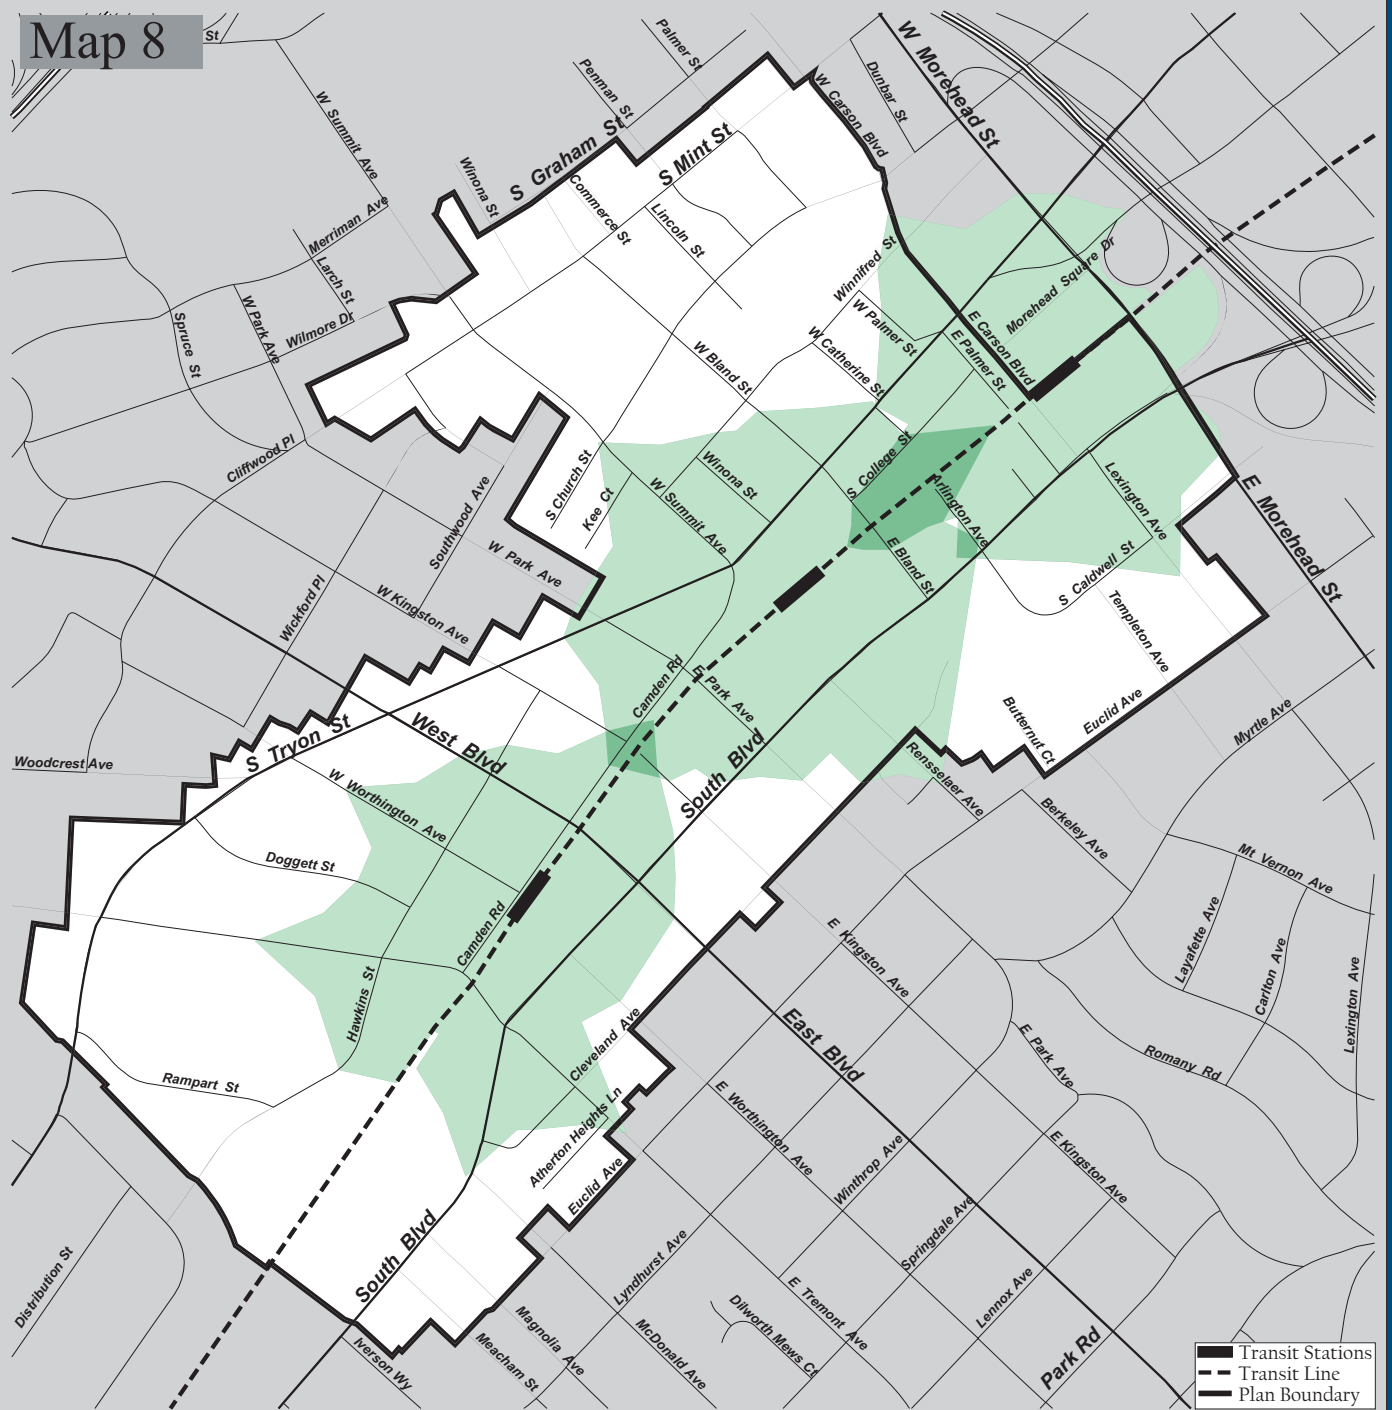 Map 8
St
W Summit Ave
Palmer St
Penman St
W Carson Blvd
Dunbar St
W Morehead St
S Graham St
S Mint St
Winona St
Commerce St
Lincoln St
Merriman Ave
Larch St
Wilmore Dr
W Park Ave
Spruce St
Cliffwood Pl
Winnifred St
W Palmer St
W Catherine St
W Bland St
E Carson Blvd
E Palmer St
Morehead Square Dr
S Church St
Kee Ct
W Summit Ave
Winona St
S College St
Arlington Ave
Lexington Ave
E Morehead St
Southwood Ave
W Park Ave
W Kingston Ave
Wickford Pl
E Bland St
S Caldwell St
Templeton Ave
Euclid Ave
Butternut Ct
Myrtle Ave
Camden Rd
E Park Ave
South Blvd
Rensselaer Ave
Berkeley Ave
Woodcrest Ave
S Tryon St
West Blvd
W Worthington Ave
Doggett St
Camden Rd
Hawkins St
Rampart St
Mt Vernon Ave
Layafette Ave
Carlton Ave
Lexington Ave
E Kingston Ave
East Blvd
E Park Ave
Romany Rd
Cleveland Ave
Atherton Heights Ln
Euclid Ave
E Worthington Ave
Winthrop Ave
E Kingston Ave
Springdale Ave
Lyndhurst Ave
E Tremont Ave
Lennox Ave
Dilworth Mews Ct
McDonald Ave
Magnolia Ave
Meacham St
Iverson Wy
South Blvd
Distribution St
Park Rd
Transit Stations
Transit Line
Plan Boundary